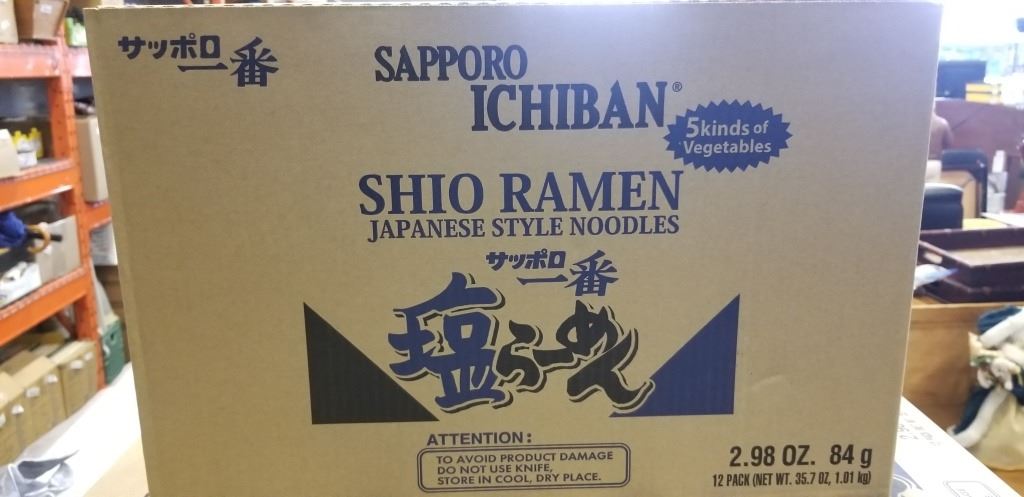 サッポロ
一番
SAPPORO
ICHIBAN®
5kinds of
Vegetables
SHIO RAMEN
JAPANESE STYLE NOODLES
サッポロ
一番
塩らーめん
ATTENTION:
TO AVOID PRODUCT DAMAGE
DO NOT USE KNIFE,
STORE IN COOL, DRY PLACE.
2.98 OZ. 84 g
12 PACK (NET WT. 35.7 OZ, 1.01 kg)